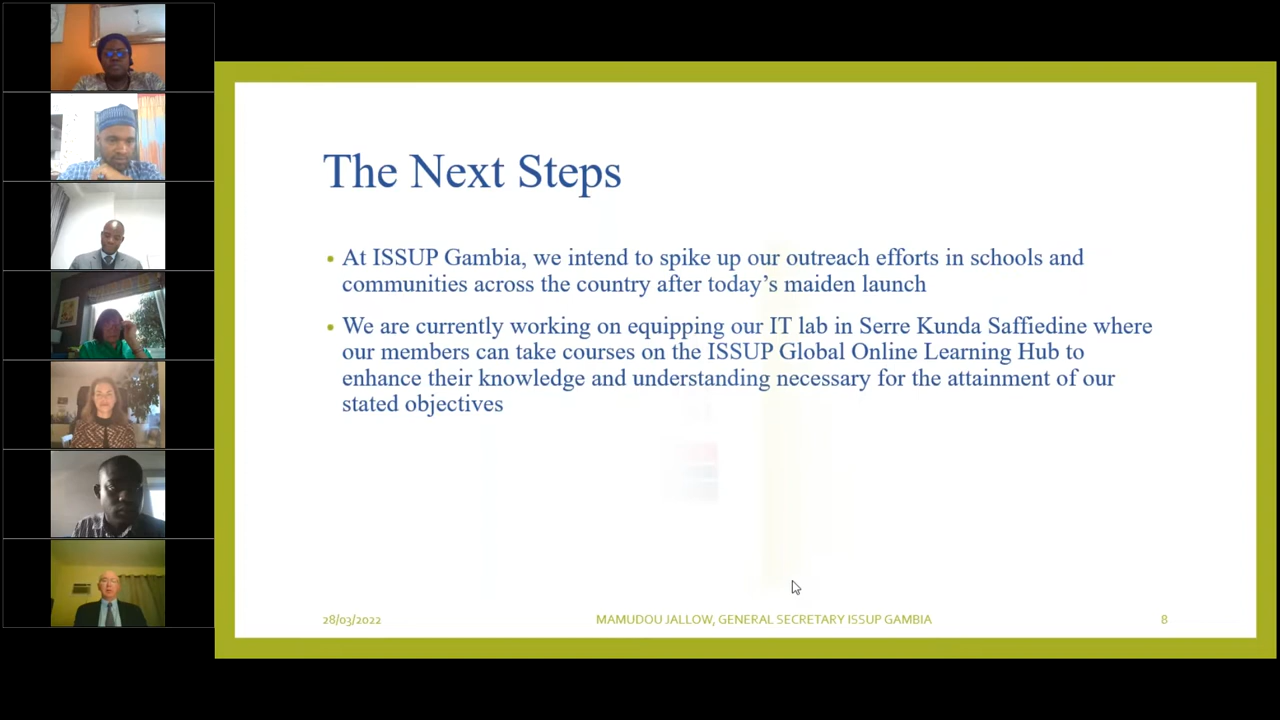 The Next Steps
• At ISSUP Gambia, we intend to spike up our outreach efforts in schools and
communities across the country after today’s maiden launch
• We are currently working on equipping our IT lab in Serre Kunda Saffiedine where
our members can take courses on the ISSUP Global Online Learning Hub to
enhance their knowledge and understanding necessary for the attainment of our
stated objectives
28/03/2022
MAMUDOU JALLOW, GENERAL SECRETARY ISSUP GAMBIA
8